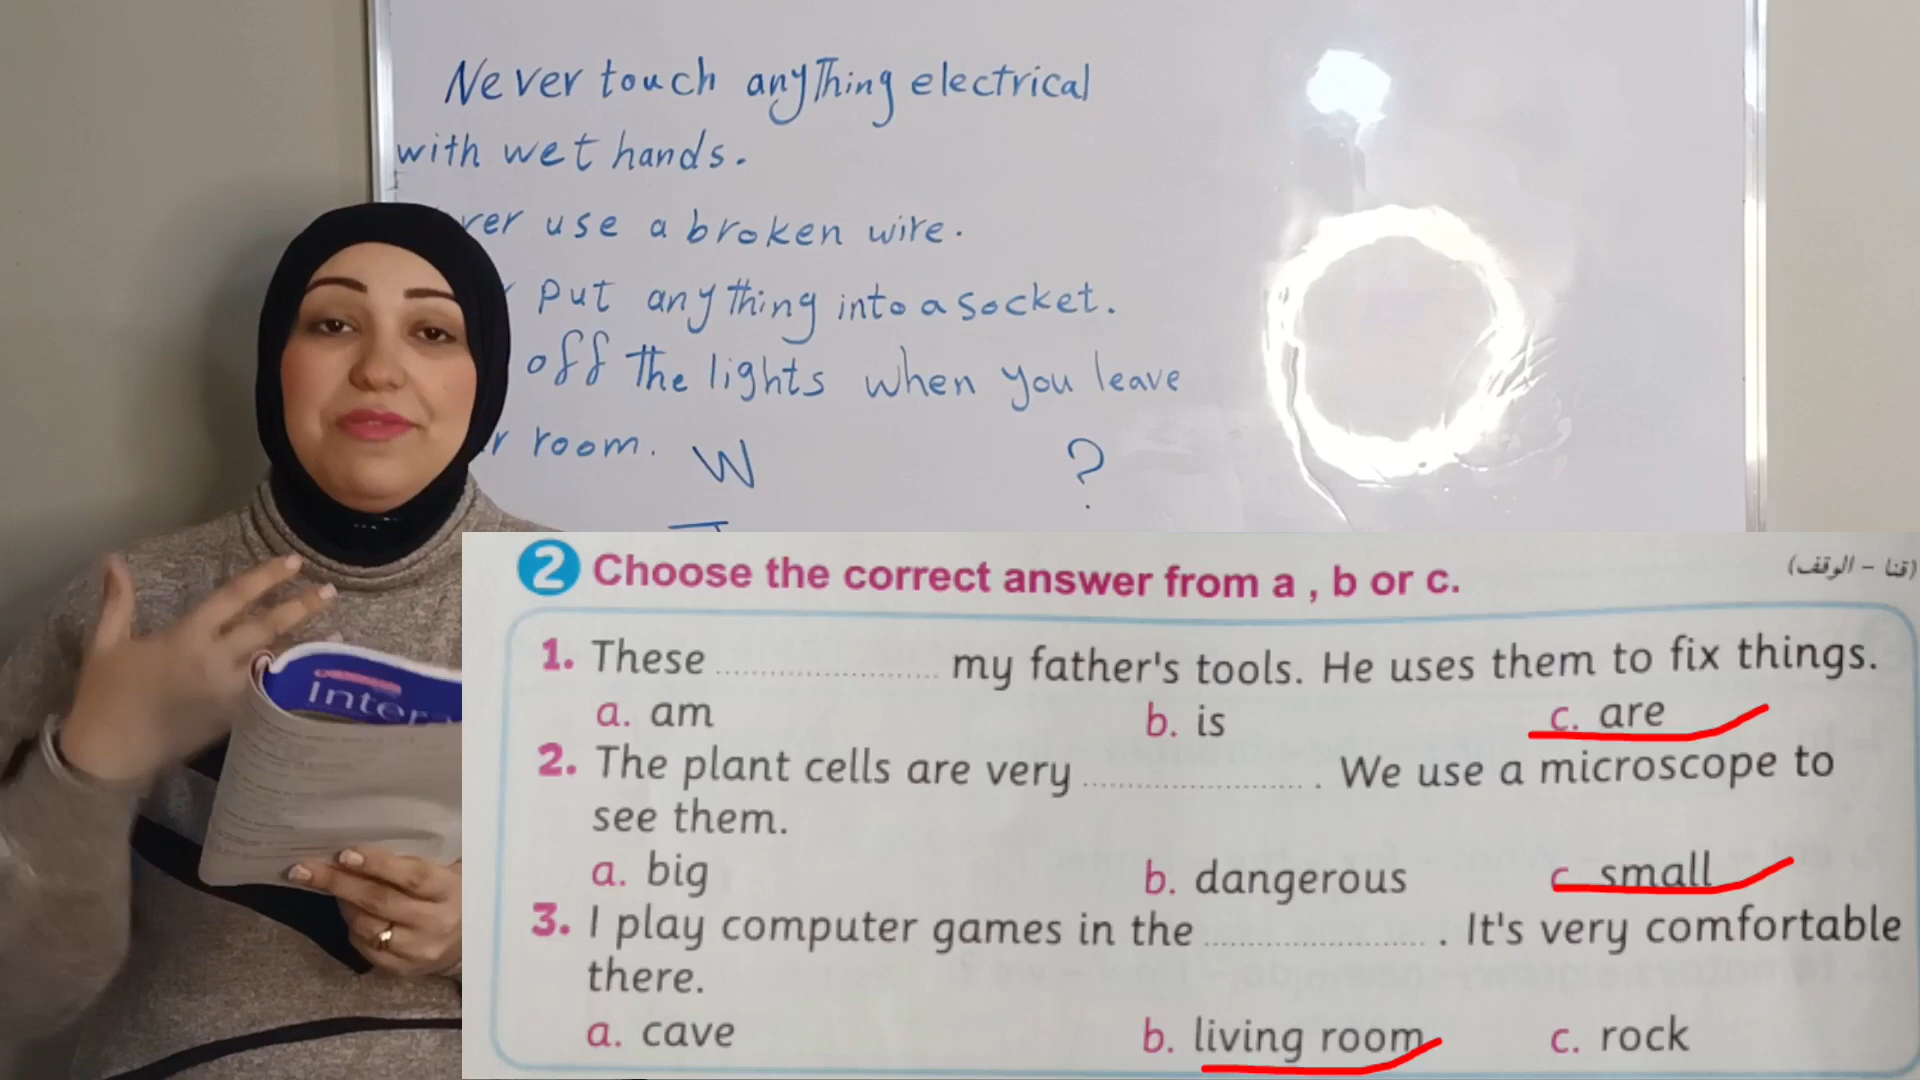 Never touch anything electrical
with wet hands.
use a broken wire.
put anything into a socket.
off the lights when you leave
room. W ?
2 Choose the correct answer from a , b or c.
(قنا - الوقف)
1. These .................... my father's tools. He uses them to fix things.
a. am b. is c. are
2. The plant cells are very .................... . We use a microscope to
see them.
a. big b. dangerous c small
3. I play computer games in the .................... . It's very comfortable
there.
a. cave b. living room c. rock
Inter